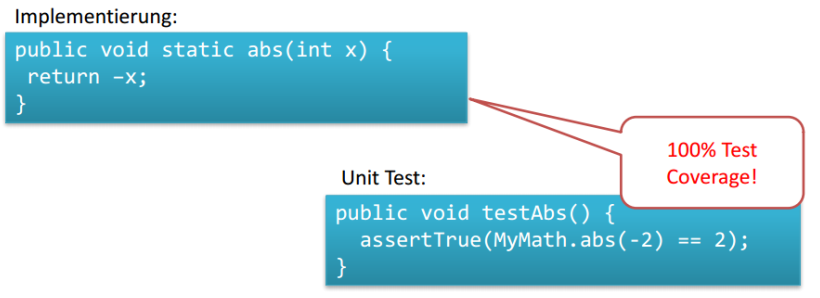 Implementierung:
public void static abs(int x) {
 return –x;
}
100% Test
Coverage!
Unit Test:
public void testAbs() {
  assertTrue(MyMath.abs(-2) == 2);
}